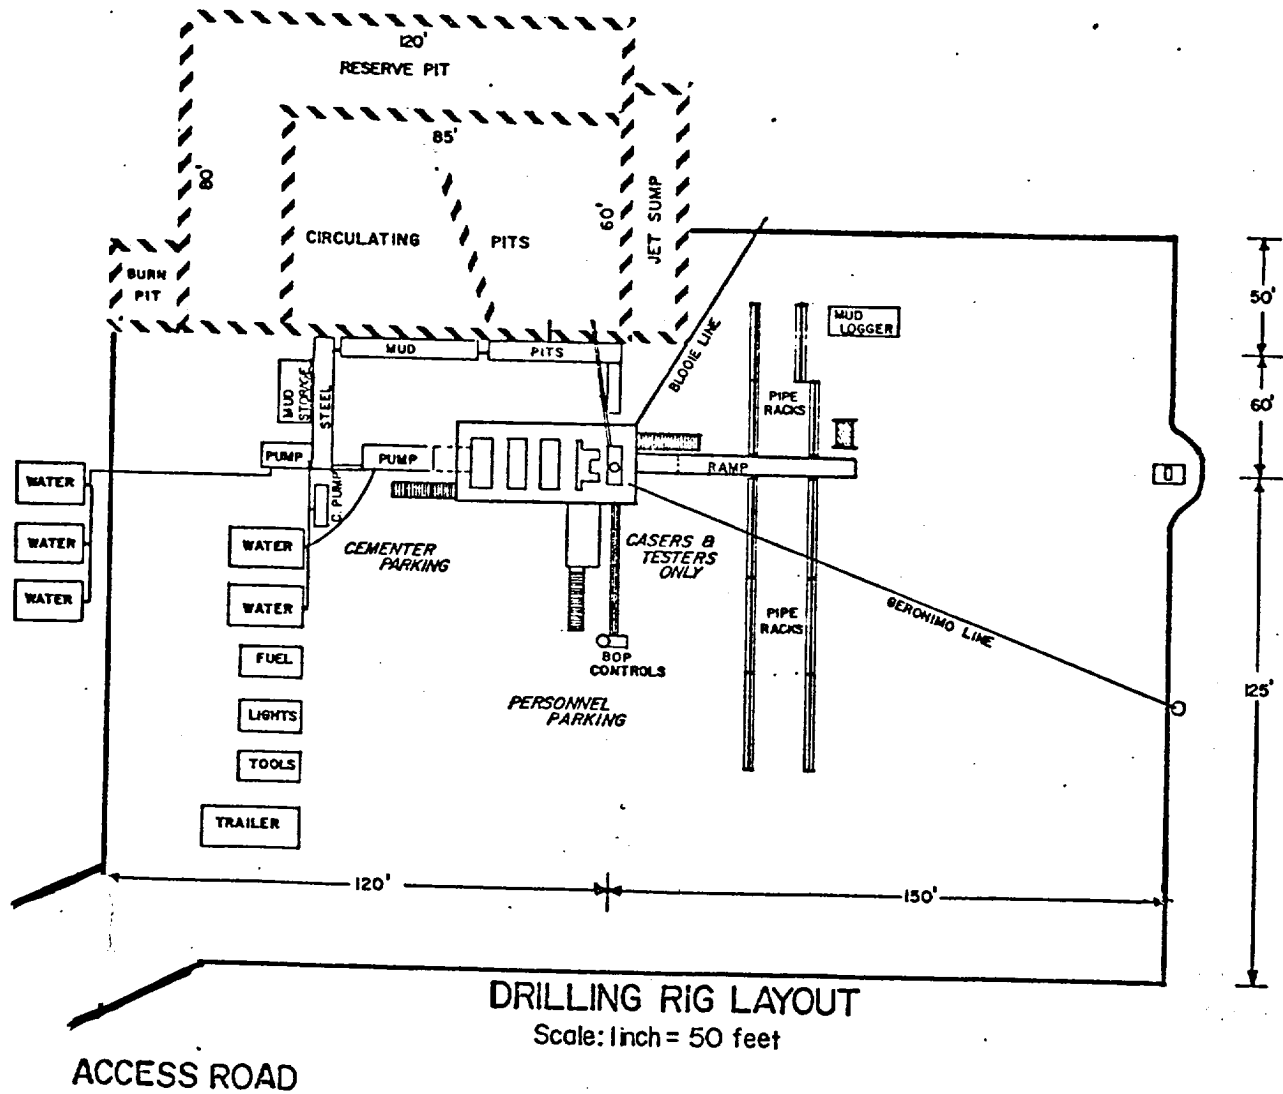 120'
RESERVE PIT
85'
80'
60'
JET SUMP
CIRCULATING PITS
BURN
PIT
50'
BLOOIE LINE
MUD
LOGGER
MUD PITS
MUD
STORAGE
STEEL
PIPE
RACKS
60'
PUMP
PUMP
RAMP
WATER
C. PUMP
WATER
WATER
CEMENTER
PARKING
CASERS &
TESTERS
ONLY
WATER
WATER
PIPE
RACKS
GERONIMO LINE
FUEL
BOP
CONTROLS
125'
LIGHTS
PERSONNEL
PARKING
TOOLS
TRAILER
120'
150'
DRILLING RIG LAYOUT
Scale: 1inch = 50 feet
ACCESS ROAD